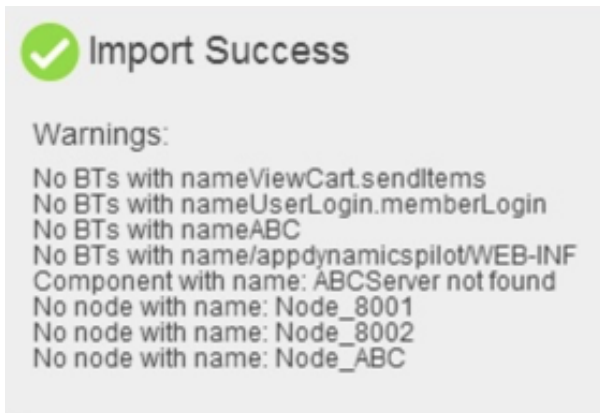 Import Success
Warnings:
No BTs with nameViewCart.sendItems
No BTs with nameUserLogin.memberLogin
No BTs with nameABC
No BTs with name/appdynamicspilot/WEB-INF
Component with name: ABCServer not found
No node with name: Node_8001
No node with name: Node_8002
No node with name: Node_ABC